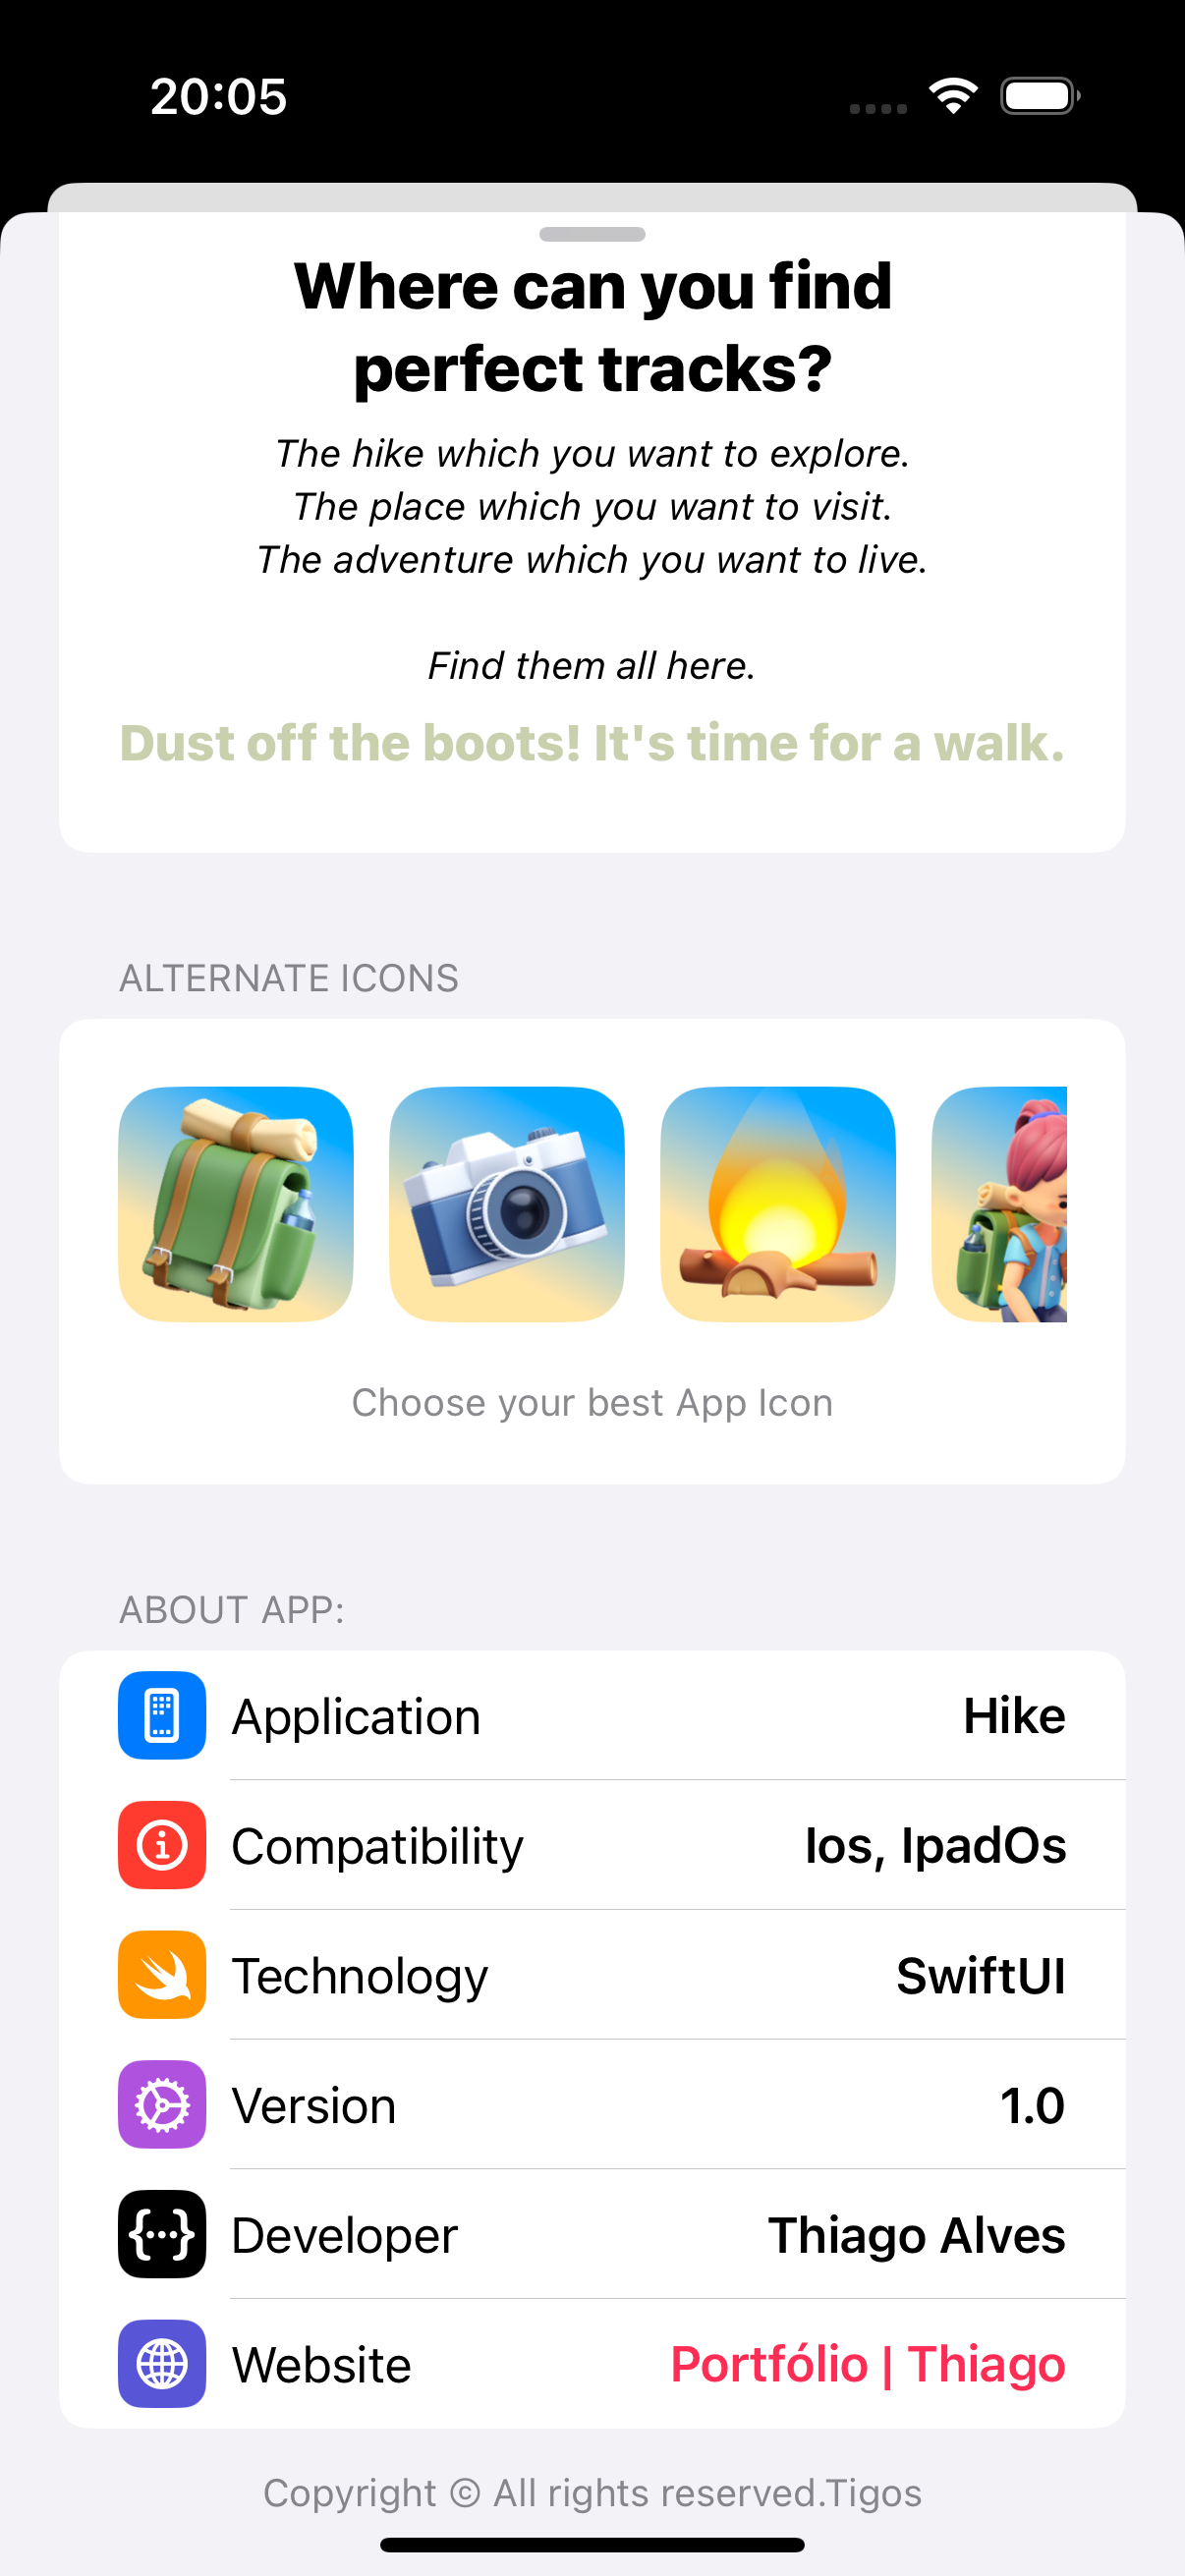 20:05
Where can you find
perfect tracks?
The hike which you want to explore.
The place which you want to visit.
The adventure which you want to live.
Find them all here.
Dust off the boots! It's time for a walk.
ALTERNATE ICONS
Choose your best App Icon
ABOUT APP:
Application Hike
Compatibility Ios, IpadOs
Technology SwiftUI
Version 1.0
Developer Thiago Alves
Website Portfólio | Thiago
Copyright © All rights reserved.Tigos